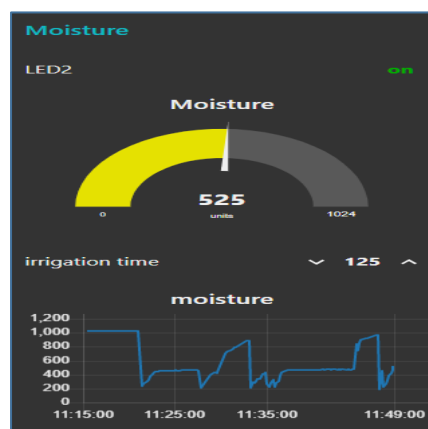 Moisture
LED2 on
Moisture
525
0 units 1024
irrigation time 125
moisture
1,200
1,000
800
600
400
200
0
11:15:00 11:25:00 11:35:00 11:49:00